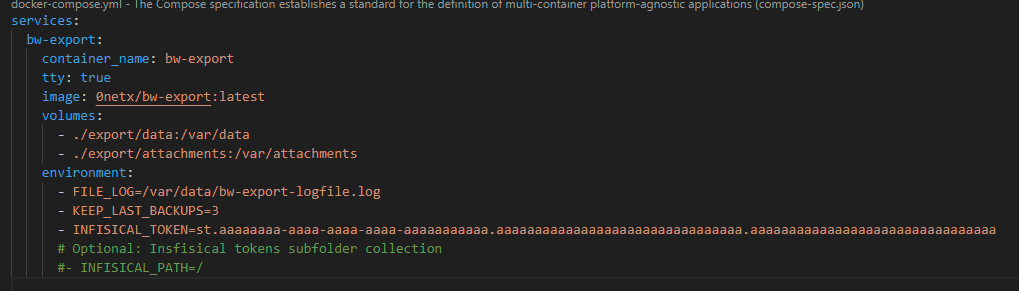 docker-compose.yml - The Compose specification establishes a standard for the definition of multi-container platform-agnostic applications (compose-spec.json)
services:
  bw-export:
    container_name: bw-export
    tty: true
    image: 0netx/bw-export:latest
    volumes:
      - ./export/data:/var/data
      - ./export/attachments:/var/attachments
    environment:
      - FILE_LOG=/var/data/bw-export-logfile.log
      - KEEP_LAST_BACKUPS=3
      - INFISICAL_TOKEN=st.aaaaaaaa-aaaa-aaaa-aaaa-aaaaaaaaaaa.aaaaaaaaaaaaaaaaaaaaaaaaaaaaaaaa.aaaaaaaaaaaaaaaaaaaaaaaaaaaaaaaa
      # Optional: Insfisical tokens subfolder collection
      #- INFISICAL_PATH=/